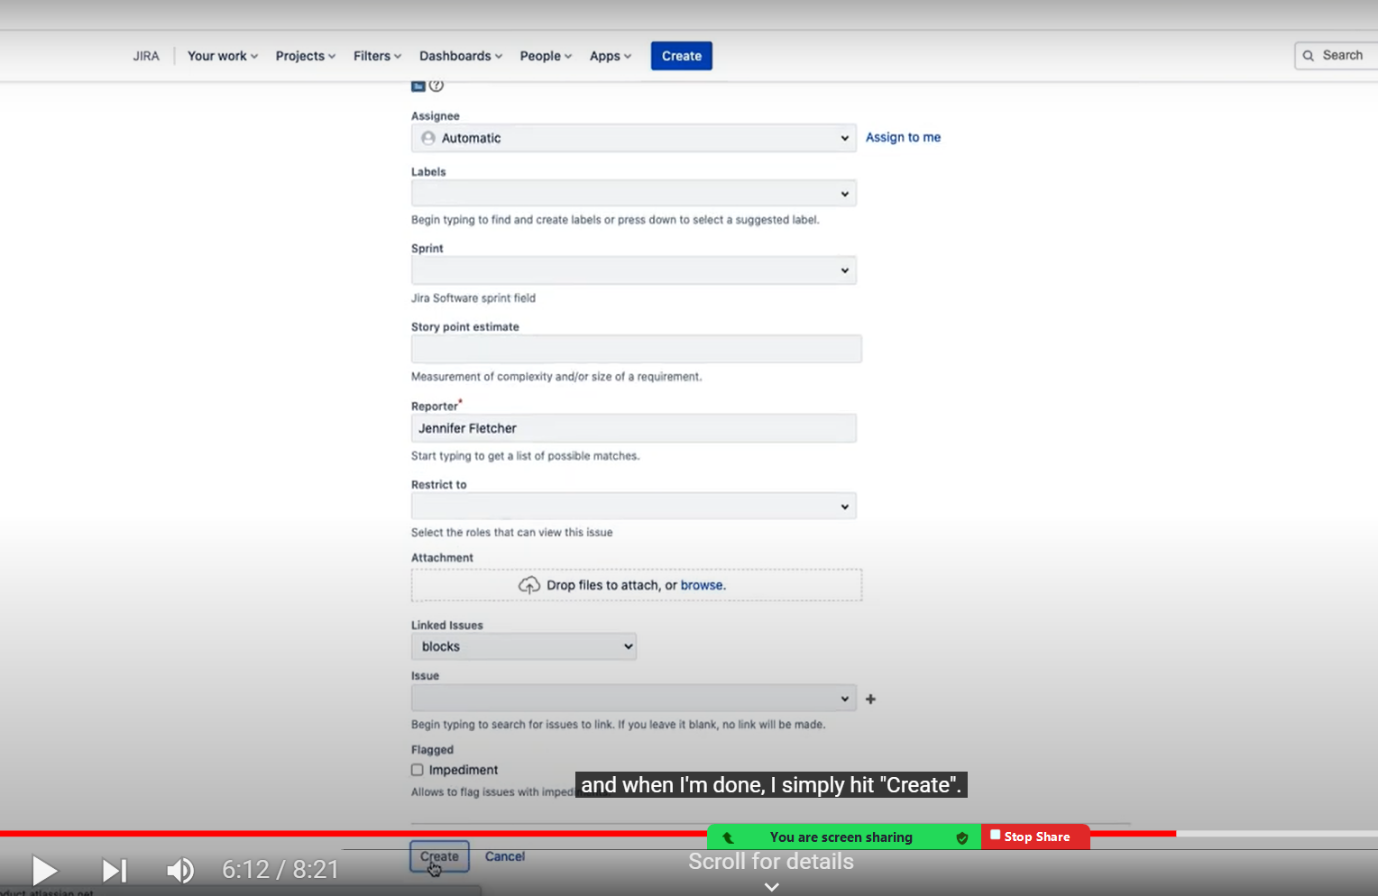 JIRA Your work Projects Filters Dashboards People Apps Create Search
Assignee
Automatic Assign to me
Labels
Begin typing to find and create labels or press down to select a suggested label.
Sprint
Jira Software sprint field
Story point estimate
Measurement of complexity and/or size of a requirement.
Reporter*
Jennifer Fletcher
Start typing to get a list of possible matches.
Restrict to
Select the roles that can view this issue
Attachment
Drop files to attach, or browse.
Linked Issues
blocks
Issue
Begin typing to search for issues to link. If you leave it blank, no link will be made.
Flagged
Impediment
and when I'm done, I simply hit "Create".
Allows to flag issues with
You are screen sharing Stop Share
Create Cancel
Scroll for details
6:12 / 8:21